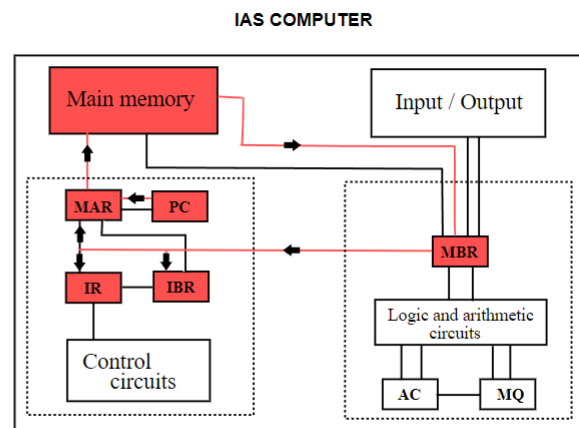 IAS COMPUTER
Main memory
Input / Output
MAR
PC
MBR
IR
IBR
Logic and arithmetic
circuits
Control
circuits
AC
MQ